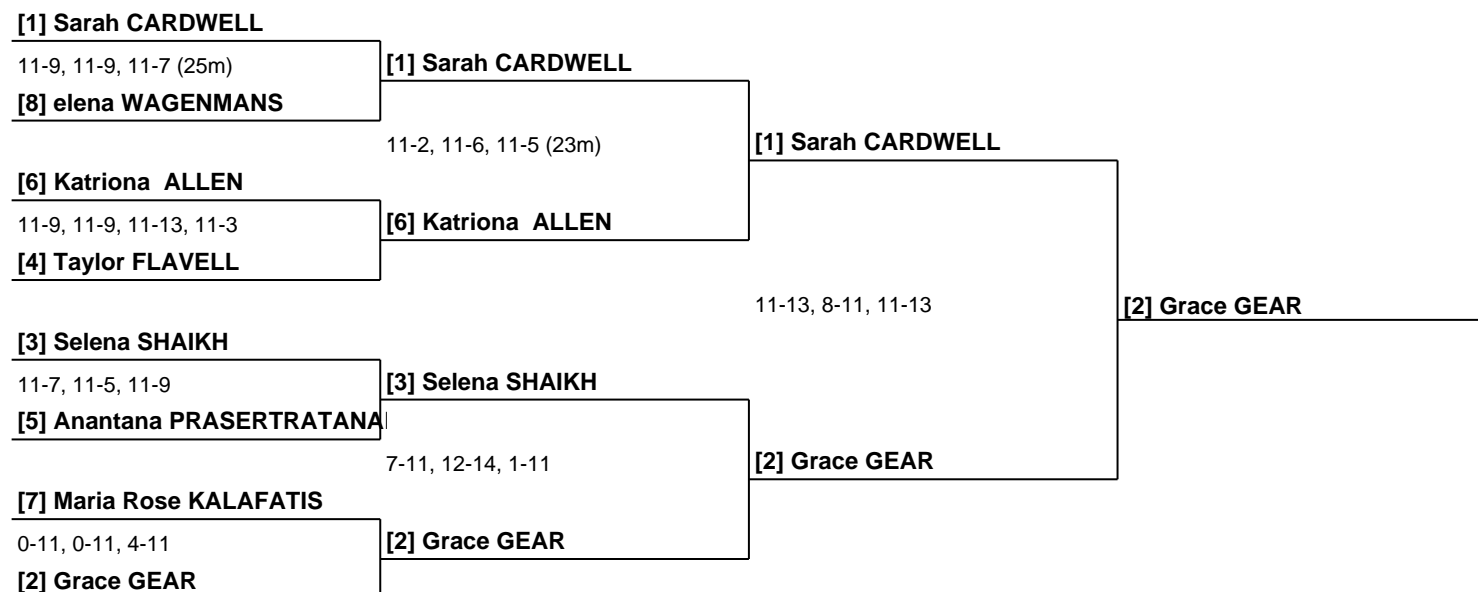 [1] Sarah CARDWELL
11-9, 11-9, 11-7 (25m)
[8] elena WAGENMANS
[6] Katriona  ALLEN
11-9, 11-9, 11-13, 11-3
[4] Taylor FLAVELL
[3] Selena SHAIKH
11-7, 11-5, 11-9
[5] Anantana PRASERTRATANA
[7] Maria Rose KALAFATIS
0-11, 0-11, 4-11
[2] Grace GEAR
[1] Sarah CARDWELL
11-2, 11-6, 11-5 (23m)
[6] Katriona  ALLEN
[3] Selena SHAIKH
7-11, 12-14, 1-11
[2] Grace GEAR
[1] Sarah CARDWELL
11-13, 8-11, 11-13
[2] Grace GEAR
[2] Grace GEAR